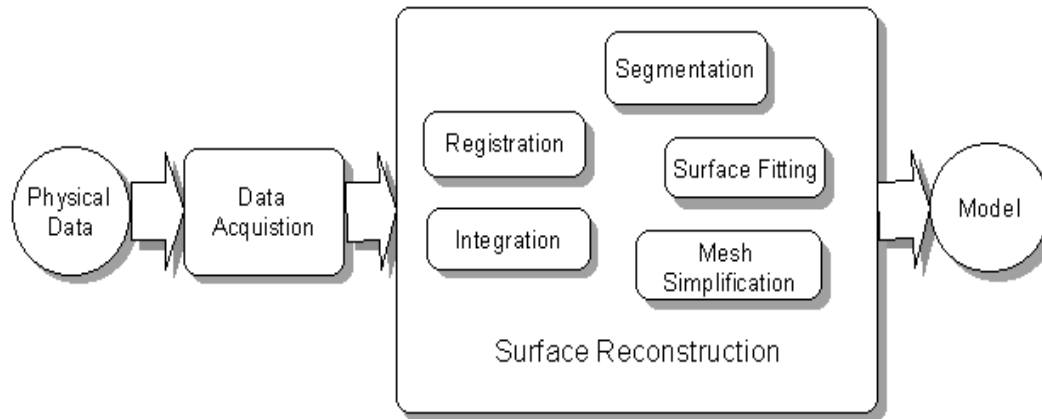 Physical
Data
Data
Acquistion
Segmentation
Registration
Surface Fitting
Integration
Mesh
Simplification
Surface Reconstruction
Model